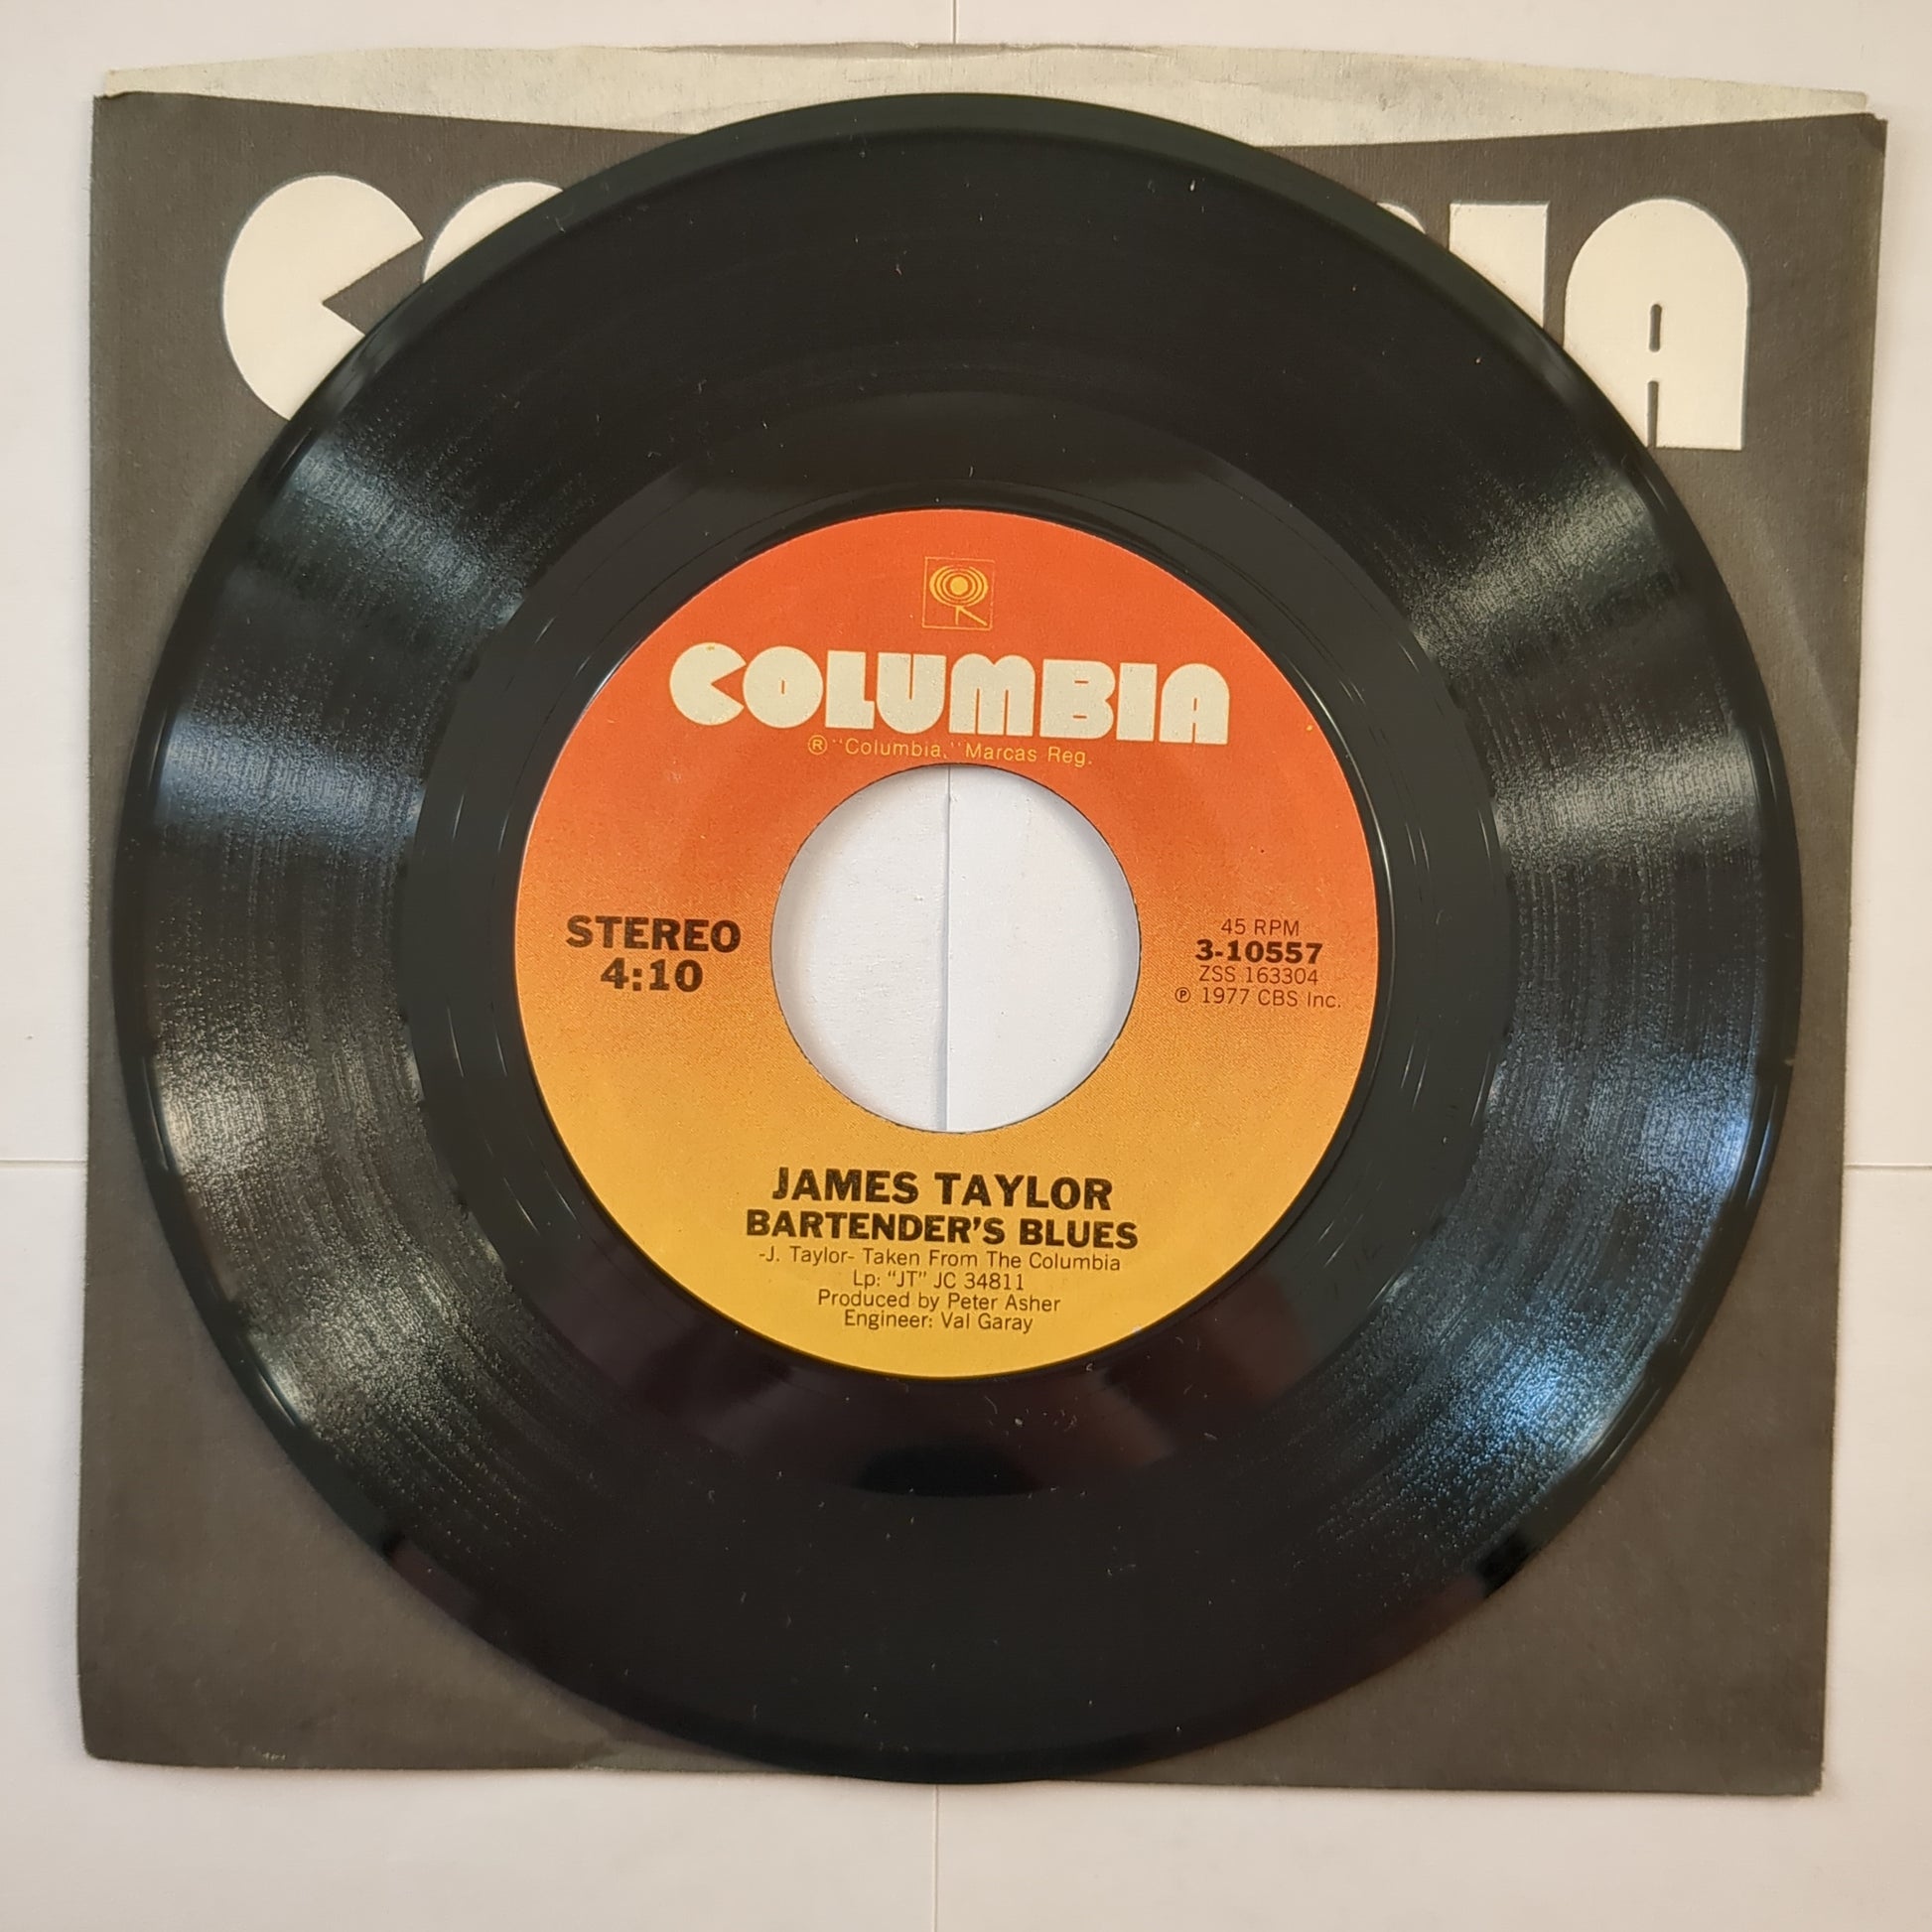 COLUMBIA
® "Columbia," Marcas Reg.
STEREO
4:10
45 RPM
3-10557
ZSS 163304
℗ 1977 CBS Inc.
JAMES TAYLOR
BARTENDER'S BLUES
-J. Taylor- Taken From The Columbia
Lp: "JT" JC 34811
Produced by Peter Asher
Engineer: Val Garay